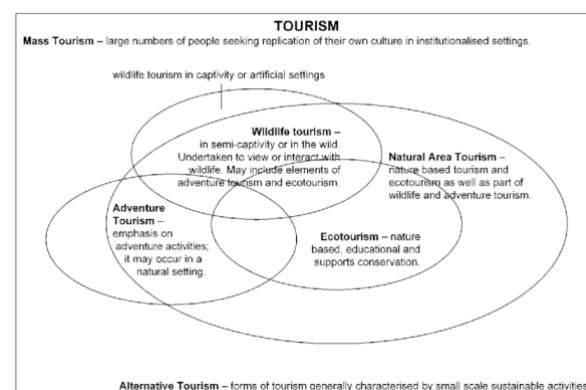 TOURISM
Mass Tourism – large numbers of people seeking replication of their own culture in institutionalised settings.
wildlife tourism in captivity or artificial settings
Wildlife tourism –
in semi-captivity or in the wild.
Undertaken to view or interact with
wildlife. May include elements of
adventure tourism and ecotourism.
Natural Area Tourism –
nature based tourism and
ecotourism as well as part of
wildlife and adventure tourism.
Adventure
Tourism –
emphasis on
adventure activities;
it may occur in a
natural setting.
Ecotourism – nature
based, educational and
supports conservation.
Alternative Tourism – forms of tourism generally characterised by small scale sustainable activities